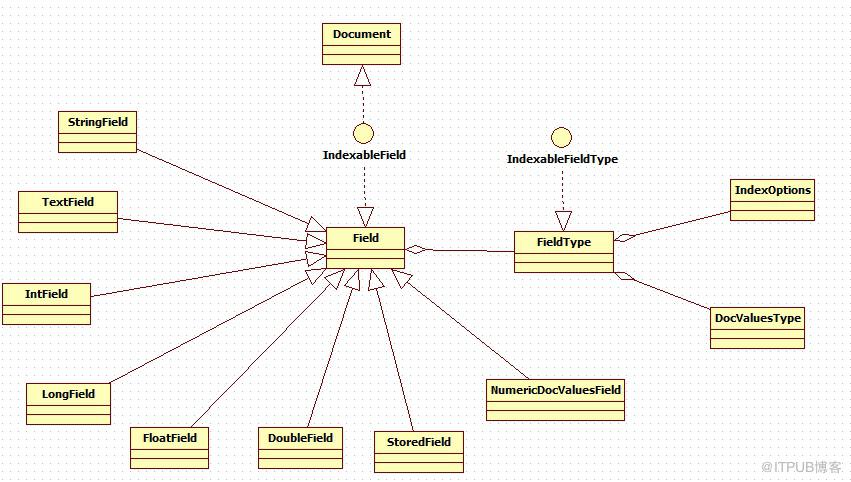 Document
StringField
IndexableField
IndexableFieldType
TextField
IndexOptions
Field
FieldType
IntField
DocValuesType
LongField
NumericDocValuesField
FloatField
DoubleField
StoredField
@ITPUB博客